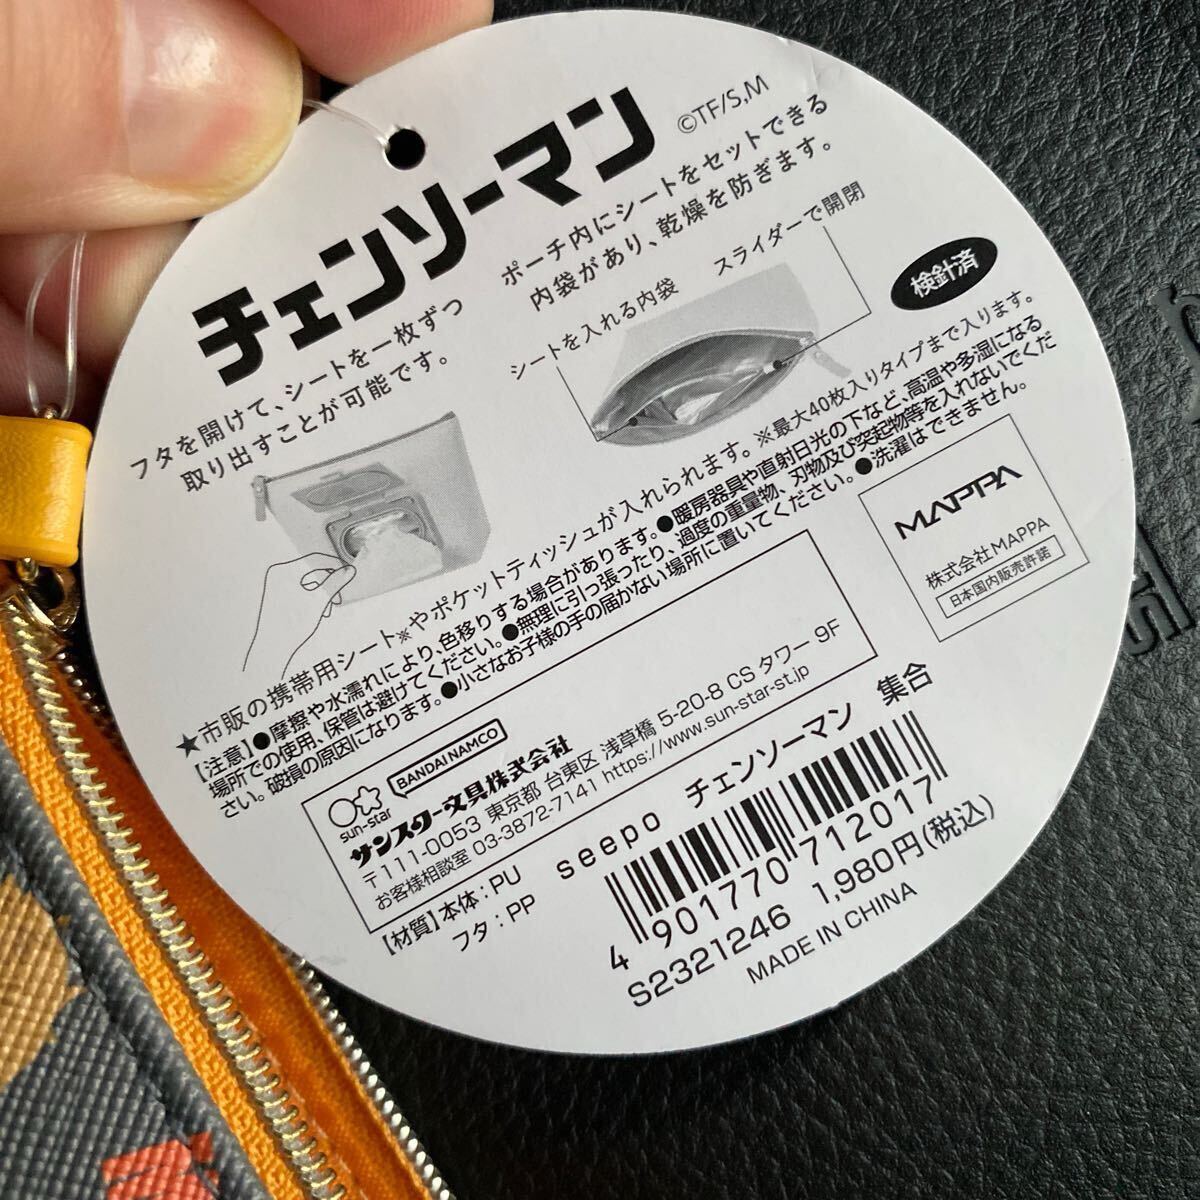 チェンソーマン
©TF/S,M
フタを開けて、シートを一枚ずつ
取り出すことが可能です。
ポーチ内にシートをセットできる
内袋があり、乾燥を防ぎます。
シートを入れる内袋
スライダーで開閉
検針済
★市販の携帯用シート※やポケットティッシュが入れられます。※最大40枚入りタイプまで入ります。
【注意】●摩擦や水濡れにより、色移りする場合があります。●暖房器具や直射日光の下など、高温や多湿になる
場所での使用、保管は避けてください。●無理に引っ張ったり、過度の重量物、刃物及び突起物等を入れないでくだ
さい。破損の原因になります。●小さなお子様の手の届かない場所に置いてください。●洗濯はできません。
MAPPA
株式会社MAPPA
日本国内販売許諾
sun-star
BANDAI NAMCO
サンスター文具株式会社
〒111-0053 東京都 台東区 浅草橋 5-20-8 CS タワー 9F
お客様相談室 03-3872-7141 https://www.sun-star-st.jp
【材質】本体:PU
フタ:PP
seepo チェンソーマン 集合
4 901770 712017
S2321246 1,980円(税込)
MADE IN CHINA